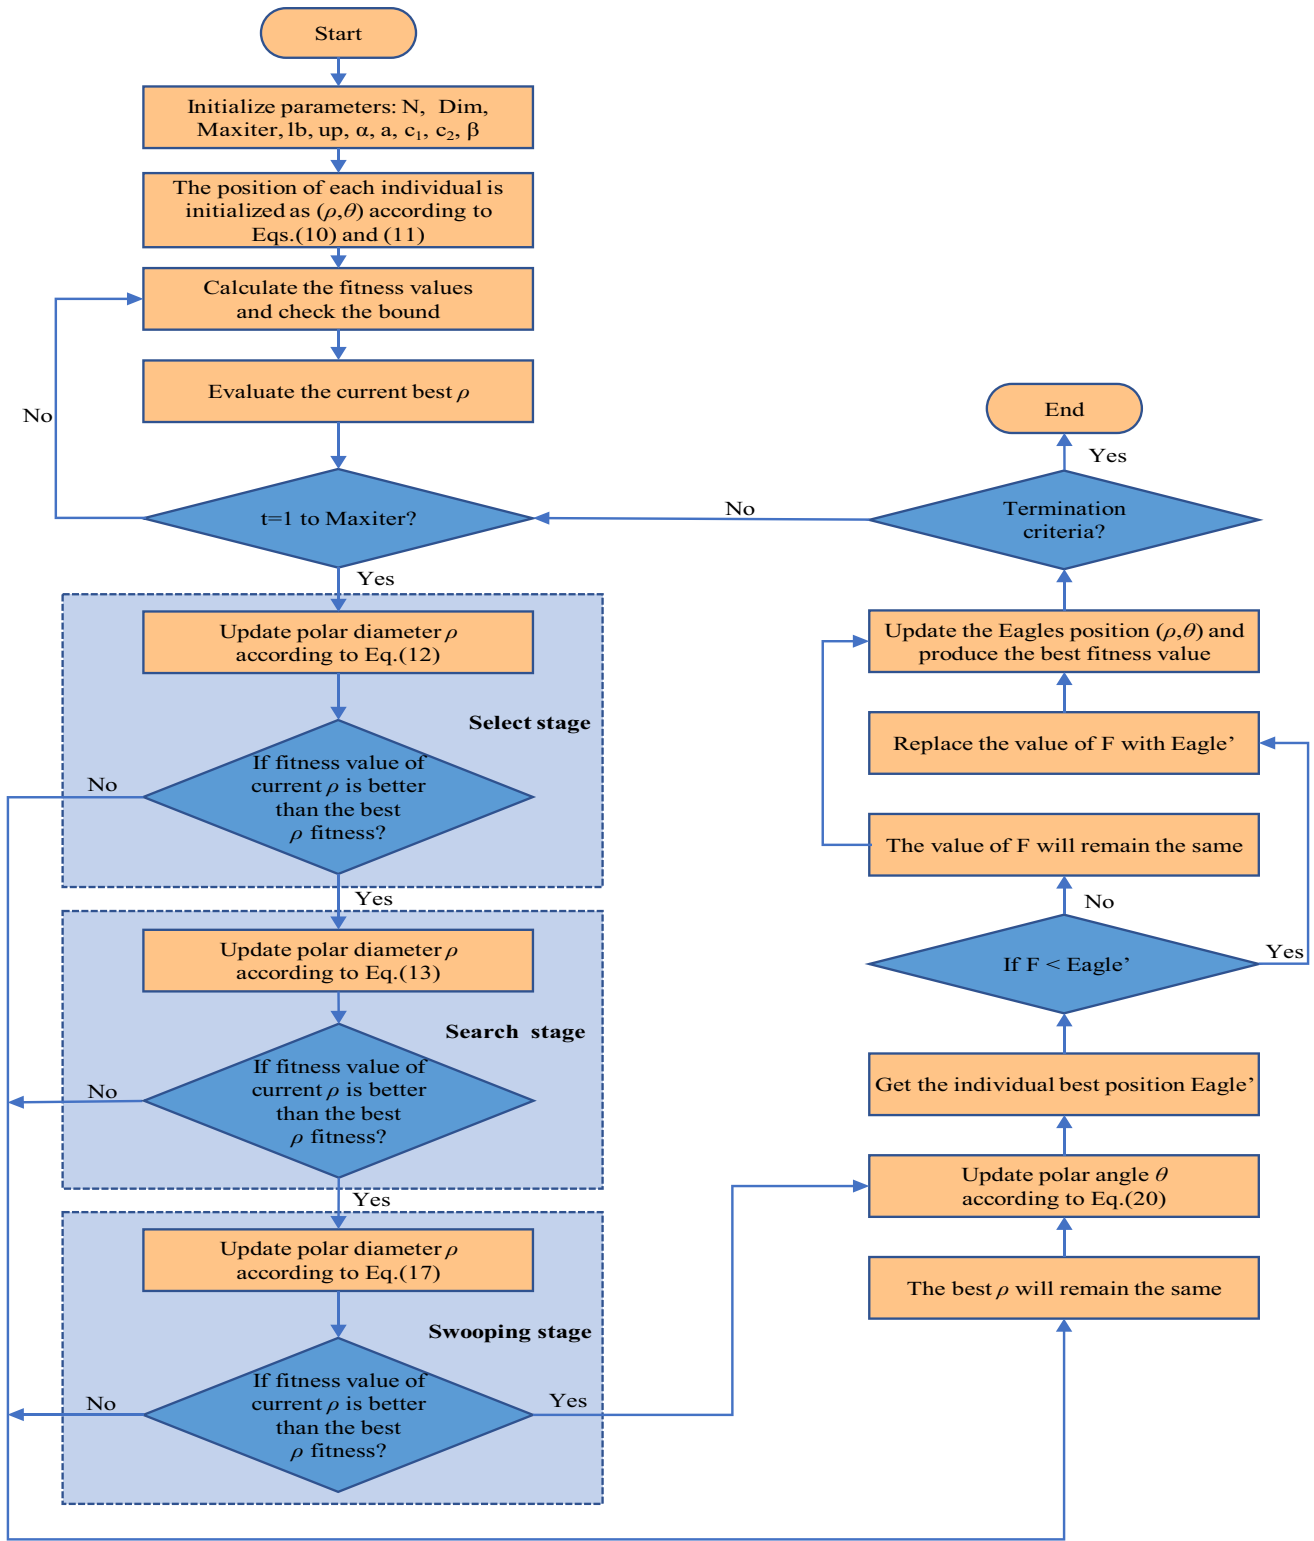 Start
Initialize parameters: N, Dim,
Maxiter, lb, up, α, a, c₁, c₂, β
The position of each individual is
initialized as (ρ,θ) according to
Eqs.(10) and (11)
Calculate the fitness values
and check the bound
Evaluate the current best ρ
No
t=1 to Maxiter?
Yes
Update polar diameter ρ
according to Eq.(12)
Select stage
If fitness value of
current ρ is better
than the best
ρ fitness?
No
Yes
Update polar diameter ρ
according to Eq.(13)
Search stage
If fitness value of
current ρ is better
than the best
ρ fitness?
No
Yes
Update polar diameter ρ
according to Eq.(17)
Swooping stage
If fitness value of
current ρ is better
than the best
ρ fitness?
No
Yes
End
Yes
Termination
criteria?
No
Update the Eagles position (ρ,θ) and
produce the best fitness value
Replace the value of F with Eagle’
The value of F will remain the same
No
If F < Eagle’
Yes
Get the individual best position Eagle’
Update polar angle θ
according to Eq.(20)
The best ρ will remain the same